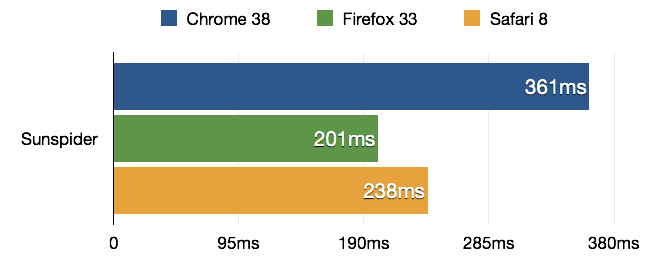 Chrome 38 Firefox 33 Safari 8
361ms
Sunspider 201ms
238ms
0 95ms 190ms 285ms 380ms